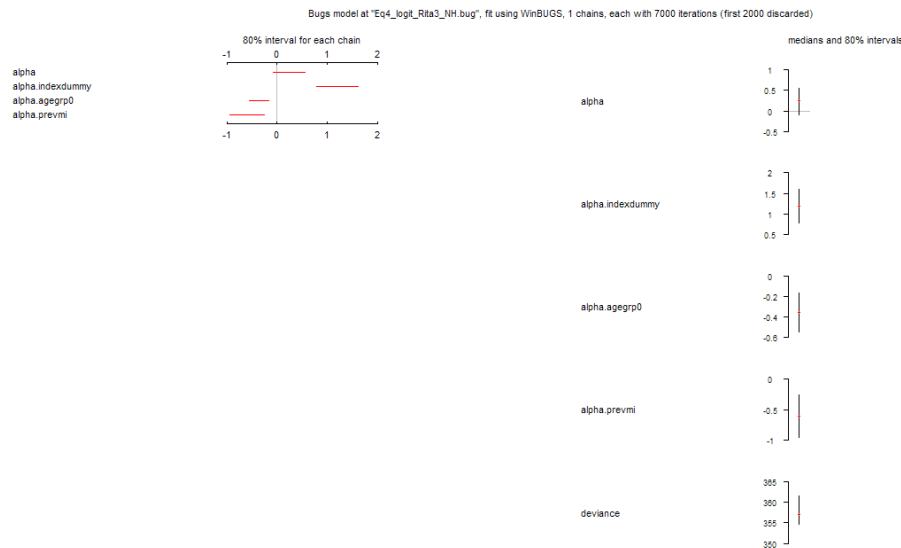 Bugs model at "Eq4_logit_Rita3_NH.bug", fit using WinBUGS, 1 chains, each with 7000 iterations (first 2000 discarded)
80% interval for each chain
-1 0 1 2
alpha
alpha.indexdummy
alpha.agegrp0
alpha.prevmi
-1 0 1 2
medians and 80% intervals
alpha
1
0.5
0
-0.5
alpha.indexdummy
2
1.5
1
0.5
alpha.agegrp0
0
-0.2
-0.4
-0.6
alpha.prevmi
0
-0.5
-1
deviance
365
360
355
350